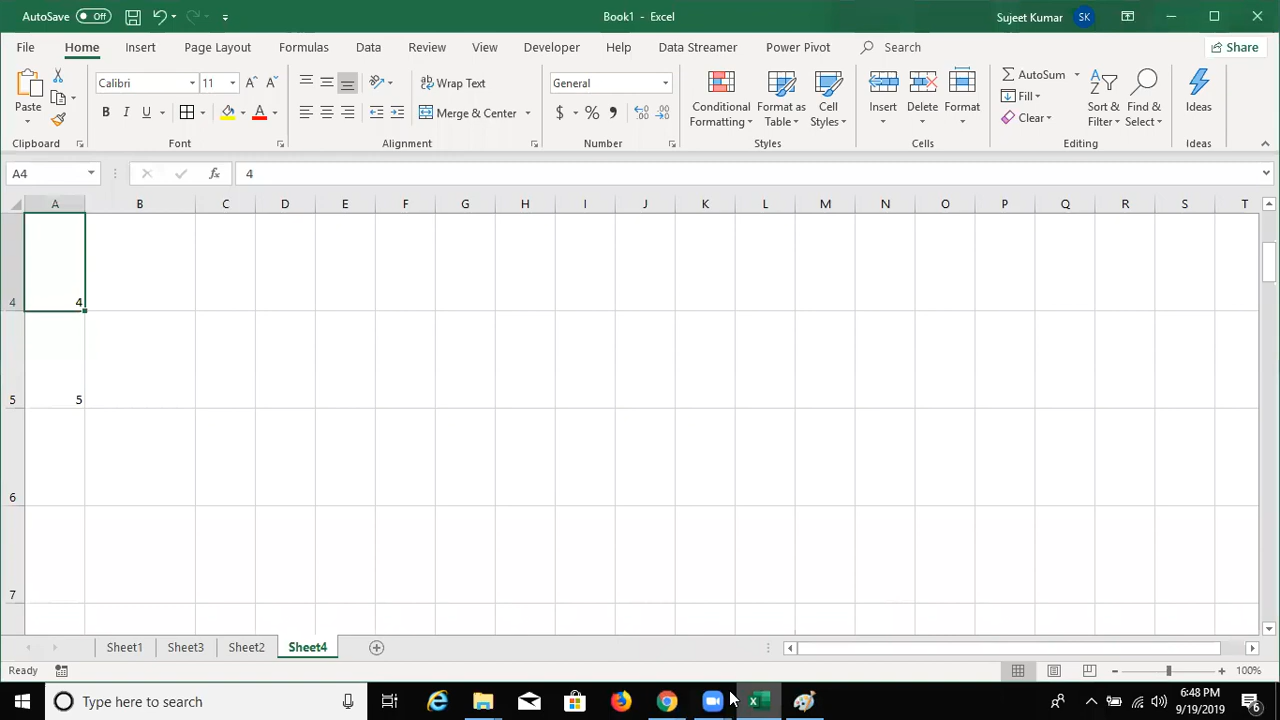 AutoSave Off Book1 - Excel Sujeet Kumar SK
File Home Insert Page Layout Formulas Data Review View Developer Help Data Streamer Power Pivot Search Share
Paste Calibri 11 Wrap Text General Conditional Formatting Format as Table Cell Styles Insert Delete Format AutoSum Sort & Filter Find & Select Ideas
B I U A Merge & Center $ % Fill
Clear
Clipboard Font Alignment Number Styles Cells Editing Ideas
A4 fx 4
A B C D E F G H I J K L M N O P Q R S T
4 4
5 5
6
7
Sheet1 Sheet3 Sheet2 Sheet4
Ready 100%
Type here to search 6:48 PM
9/19/2019 6